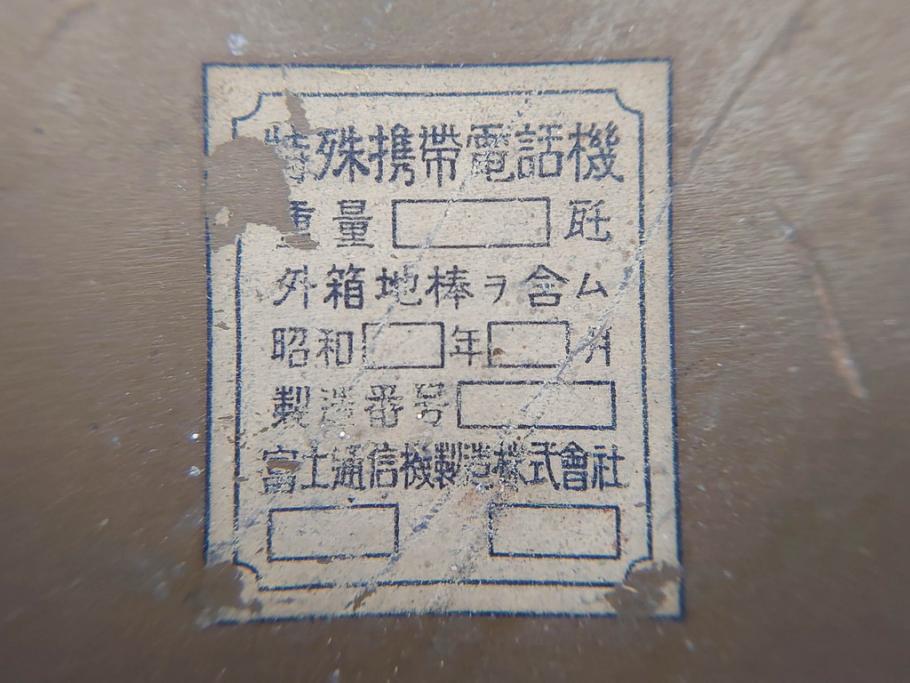 特殊携帯電話機
重量 瓩
外箱地棒ヲ含ム
昭和 年 月
製造番号
富士通信機製造株式會社